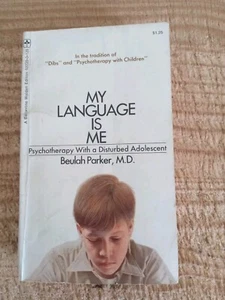 $1.25
In the tradition of
"Dibs" and "Psychotherapy with Children"
MY
LANGUAGE
IS
ME
Psychotherapy With a Disturbed Adolescent
Beulah Parker, M.D.